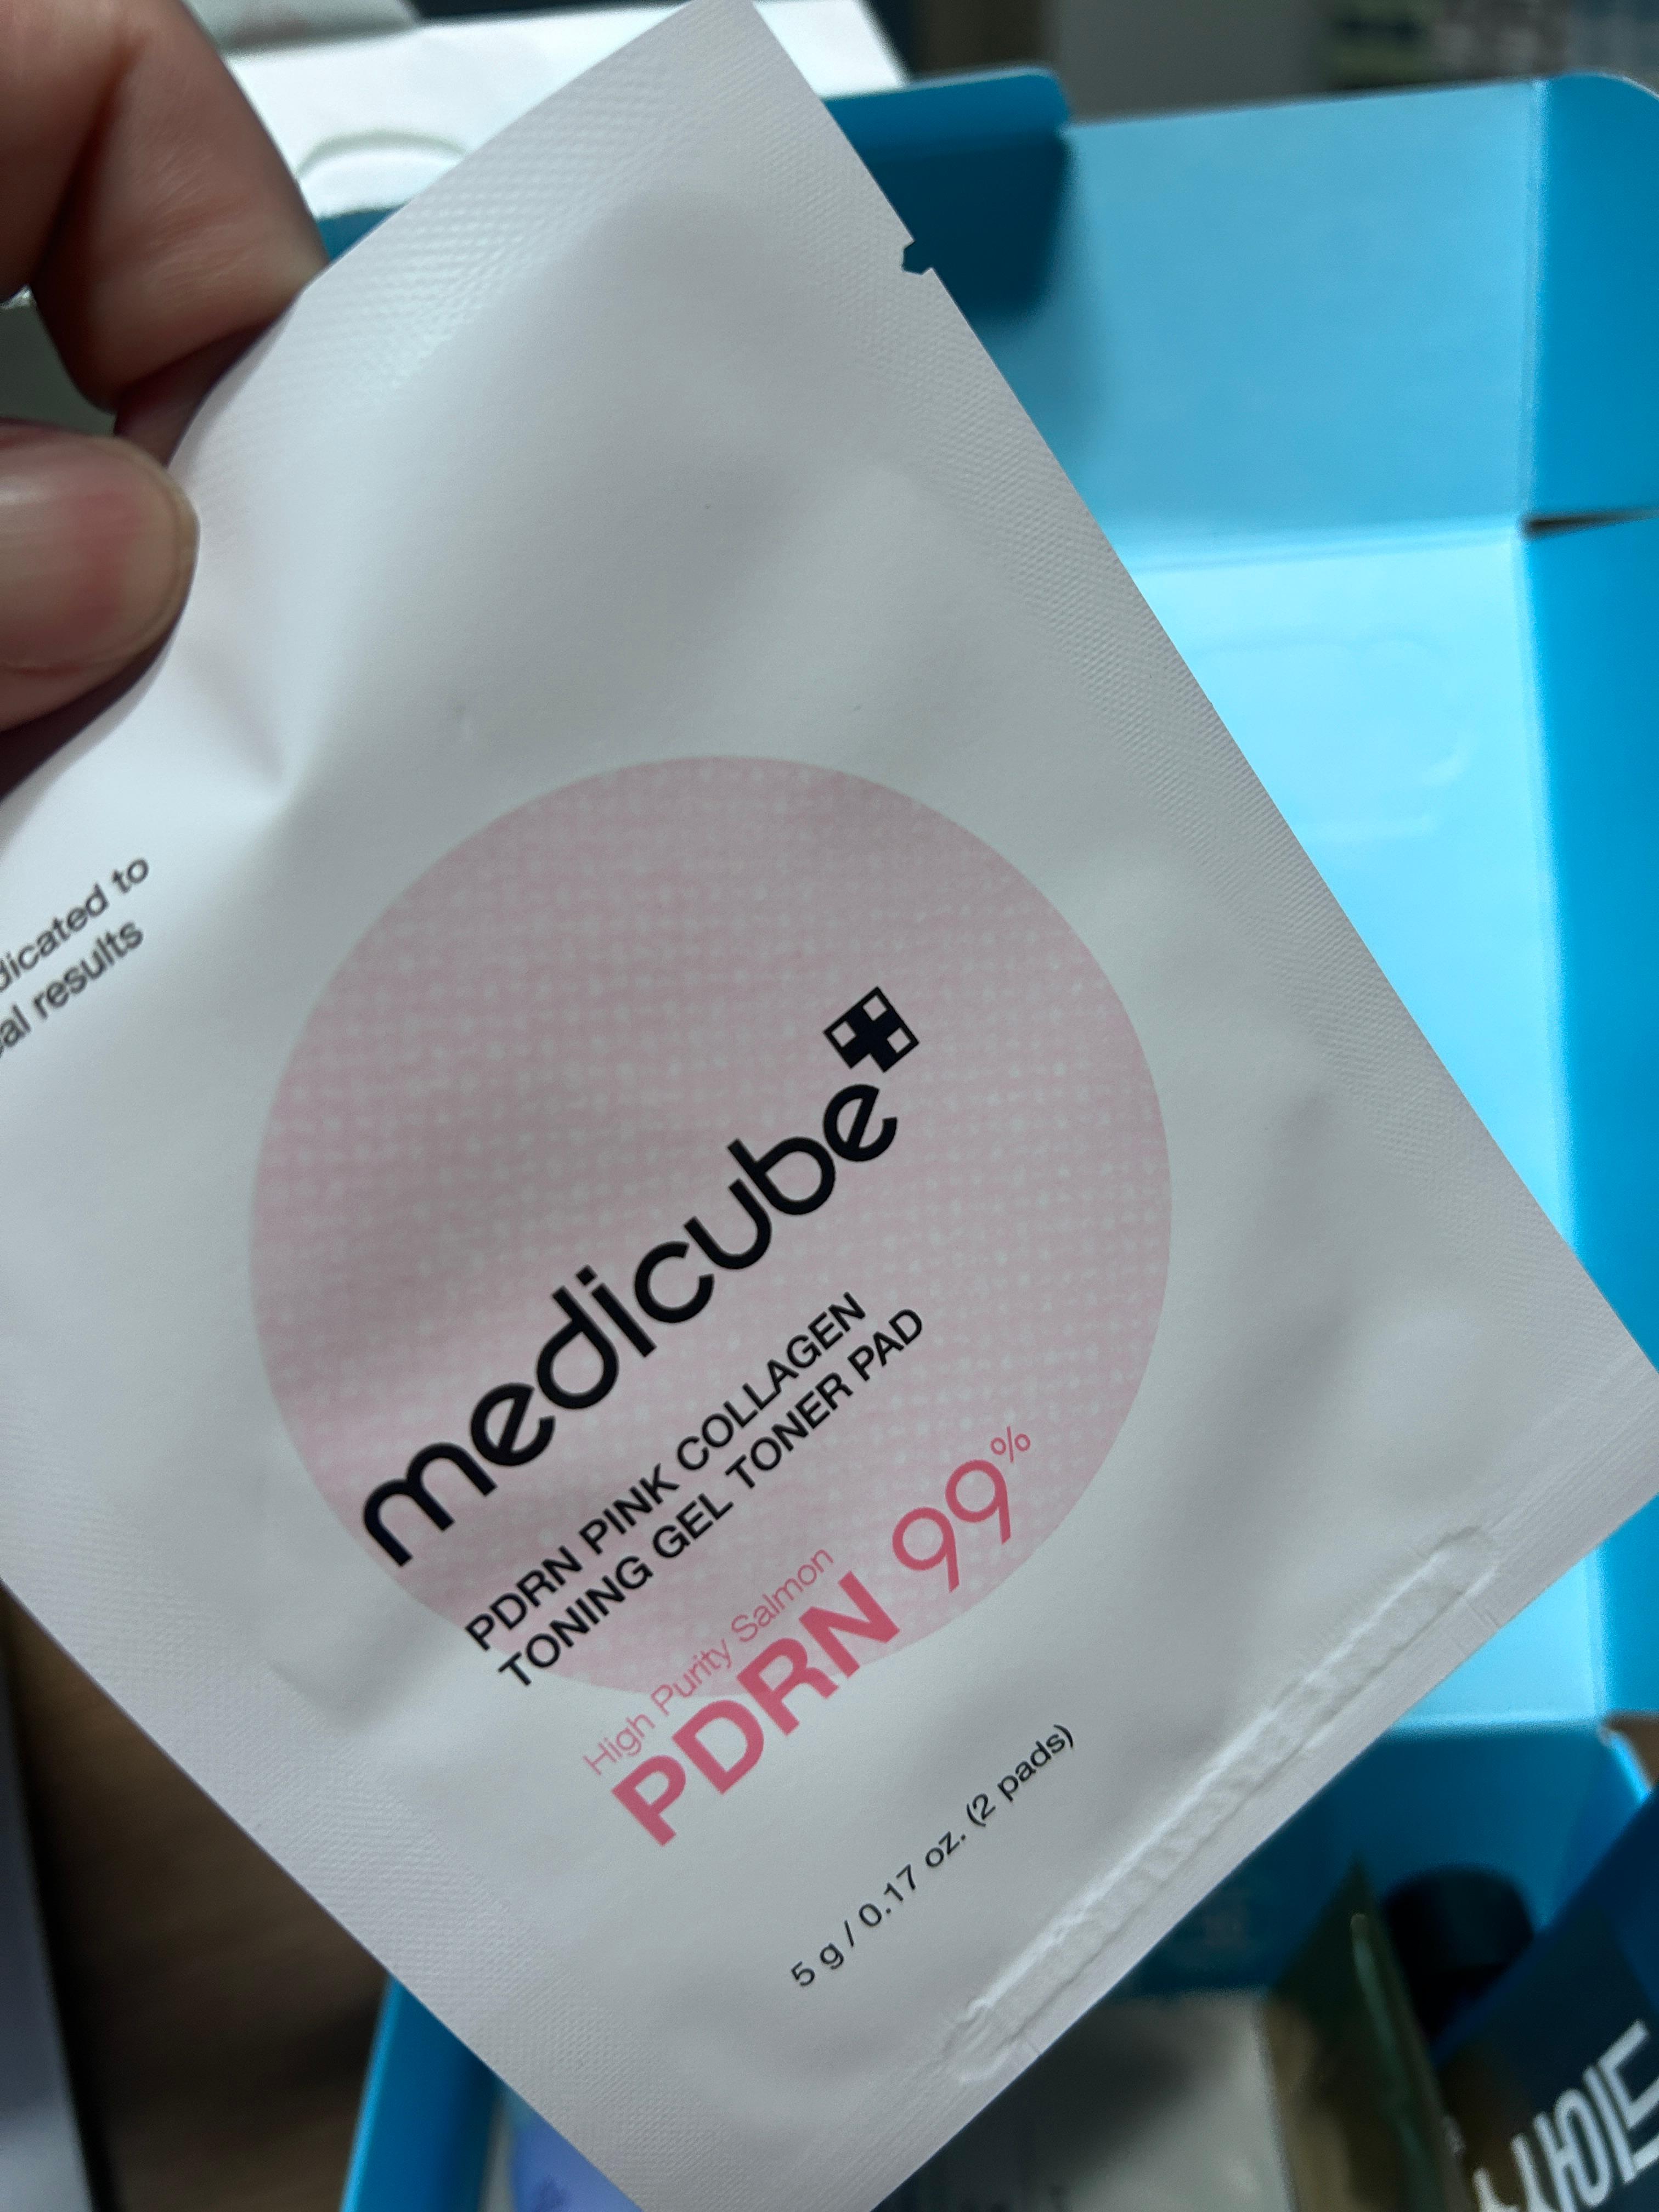 dicated to
al results
medicube
PDRN PINK COLLAGEN
TONING GEL TONER PAD
High Purity Salmon
PDRN 99%
5 g / 0.17 oz. (2 pads)